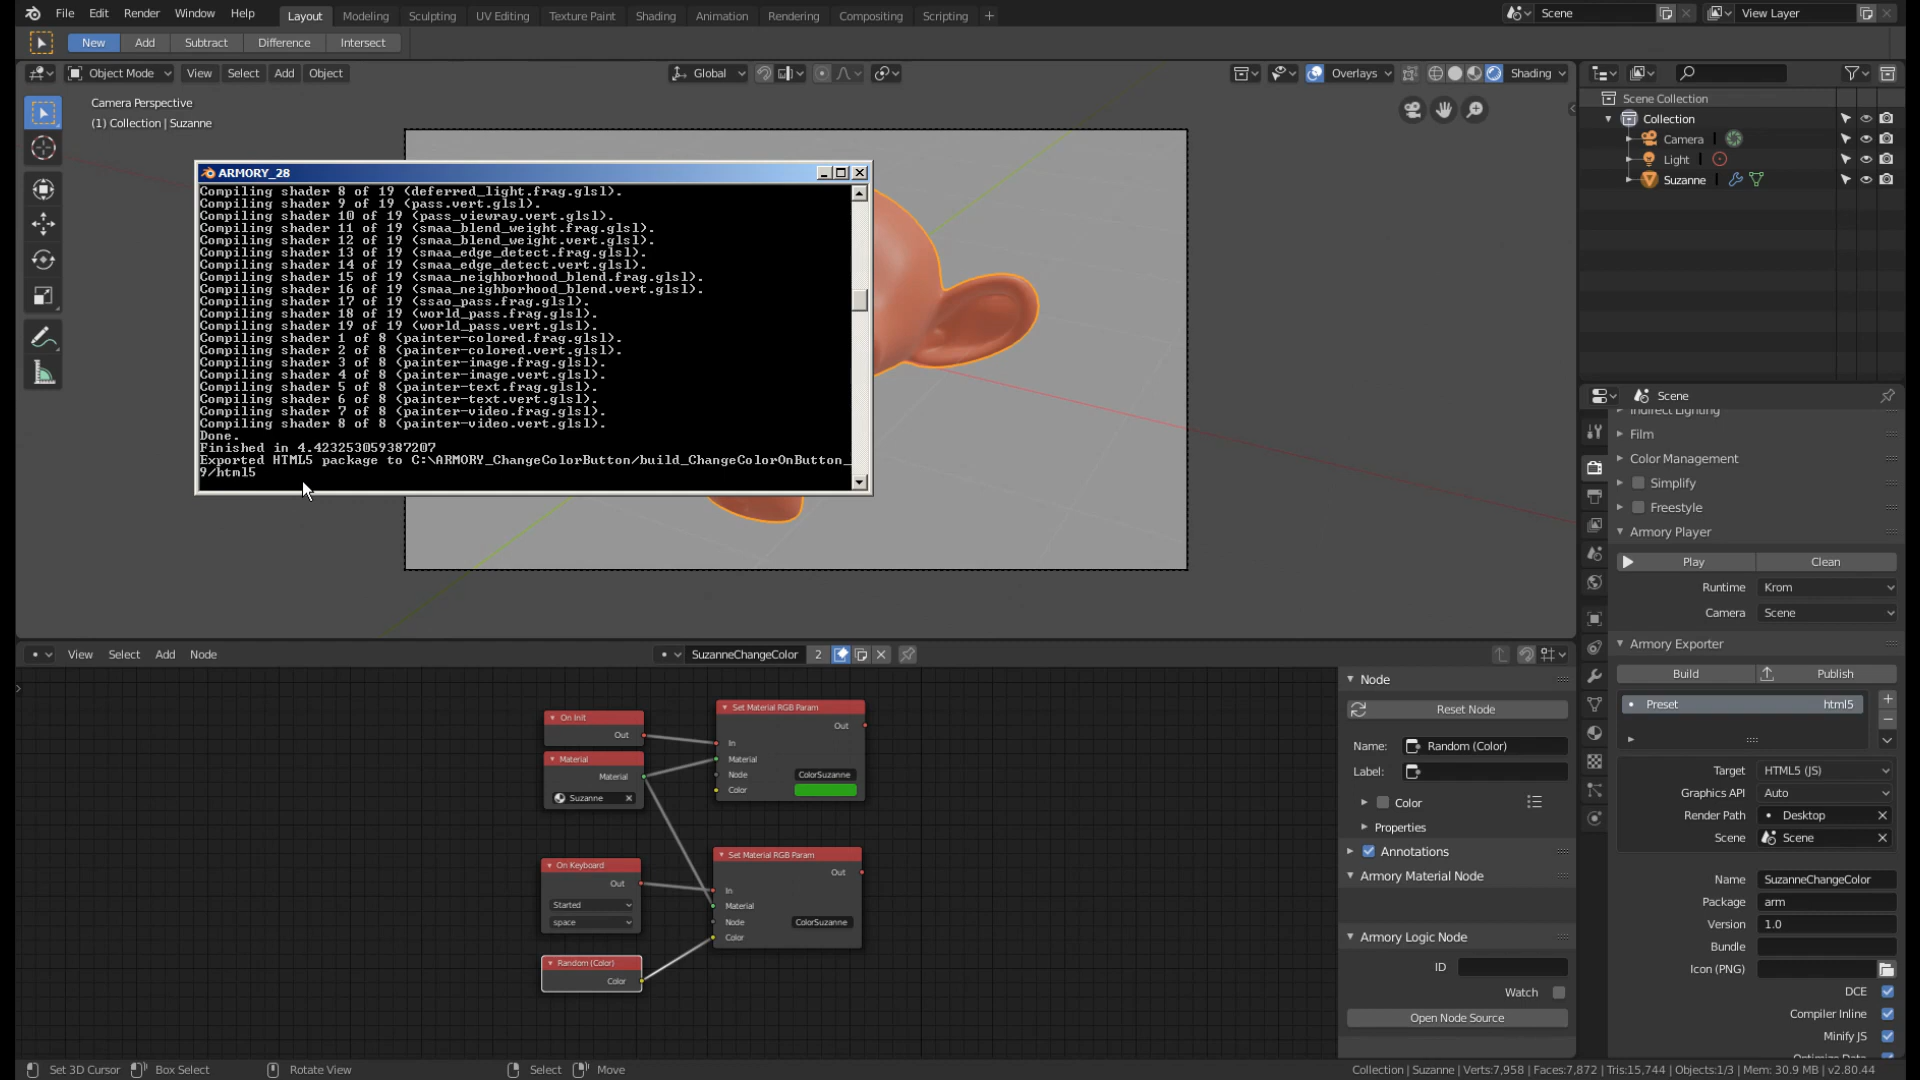 File Edit Render Window Help Layout Modeling Sculpting UV Editing Texture Paint Shading Animation Rendering Compositing Scripting + Scene View Layer
New Add Subtract Difference Intersect
Object Mode View Select Add Object Global Overlays Shading
Camera Perspective
(1) Collection | Suzanne
Scene Collection
Collection
Camera
Light
Suzanne
ARMORY_28
Compiling shader 8 of 19 (deferred_light.frag.glsl).
Compiling shader 9 of 19 (pass.vert.glsl).
Compiling shader 10 of 19 (pass_viewray.vert.glsl).
Compiling shader 11 of 19 (smaa_blend_weight.frag.glsl).
Compiling shader 12 of 19 (smaa_blend_weight.vert.glsl).
Compiling shader 13 of 19 (smaa_edge_detect.frag.glsl).
Compiling shader 14 of 19 (smaa_edge_detect.vert.glsl).
Compiling shader 15 of 19 (smaa_neighborhood_blend.frag.glsl).
Compiling shader 16 of 19 (smaa_neighborhood_blend.vert.glsl).
Compiling shader 17 of 19 (ssao_pass.frag.glsl).
Compiling shader 18 of 19 (world_pass.frag.glsl).
Compiling shader 19 of 19 (world_pass.vert.glsl).
Compiling shader 1 of 8 (painter-colored.frag.glsl).
Compiling shader 2 of 8 (painter-colored.vert.glsl).
Compiling shader 3 of 8 (painter-image.frag.glsl).
Compiling shader 4 of 8 (painter-image.vert.glsl).
Compiling shader 5 of 8 (painter-text.frag.glsl).
Compiling shader 6 of 8 (painter-text.vert.glsl).
Compiling shader 7 of 8 (painter-video.frag.glsl).
Compiling shader 8 of 8 (painter-video.vert.glsl).
Done.
Finished in 4.423253059387207
Exported HTML5 package to C:\ARMORY_ChangeColorButton/build_ChangeColorOnButton_
9/html5
Scene
Indirect Lighting
Film
Color Management
Simplify
Freestyle
Armory Player
Play Clean
Runtime Krom
Camera Scene
Armory Exporter
Build Publish
Preset html5
Target HTML5 (JS)
Graphics API Auto
Render Path Desktop
Scene Scene
Name SuzanneChangeColor
Package arm
Version 1.0
Bundle
Icon (PNG)
DCE
Compiler Inline
Minify JS
Optimize Data
View Select Add Node SuzanneChangeColor 2
On Init
Out
Material
Material
Suzanne
Set Material RGB Param
Out
In
Material
Node ColorSuzanne
Color
On Keyboard
Out
Started
space
Random (Color)
Color
Set Material RGB Param
Out
In
Material
Node ColorSuzanne
Color
Node
Reset Node
Name: Random (Color)
Label:
Color
Properties
Annotations
Armory Material Node
Armory Logic Node
ID
Watch
Open Node Source
Set 3D Cursor Box Select Rotate View Select Move Collection | Suzanne | Verts:7,958 | Faces:7,872 | Tris:15,744 | Objects:1/3 | Mem: 30.9 MB | v2.80.44